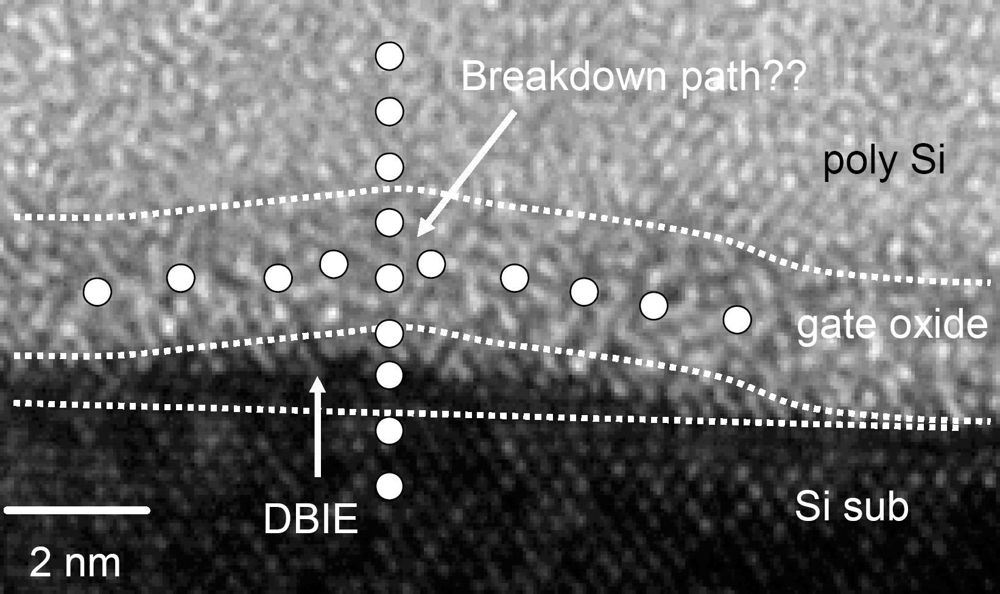 Breakdown path??
poly Si
gate oxide
Si sub
DBIE
2 nm